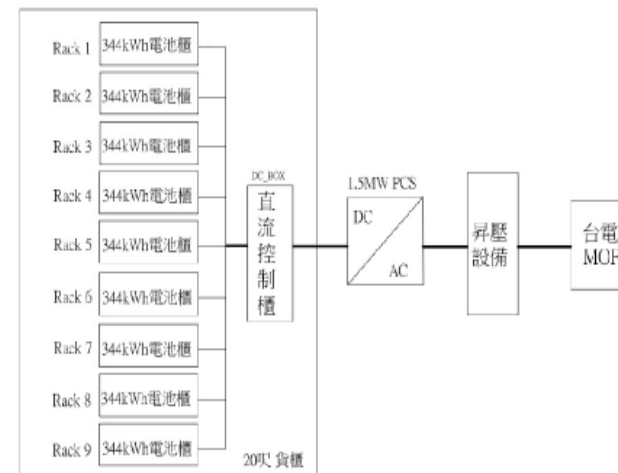 Rack 1 344kWh電池櫃
Rack 2 344kWh電池櫃
Rack 3 344kWh電池櫃
Rack 4 344kWh電池櫃
Rack 5 344kWh電池櫃
Rack 6 344kWh電池櫃
Rack 7 344kWh電池櫃
Rack 8 344kWh電池櫃
Rack 9 344kWh電池櫃
DC_BOX
直流控制櫃
20呎 貨櫃
1.5MW PCS
DC
AC
昇壓
設備
台電
MOF